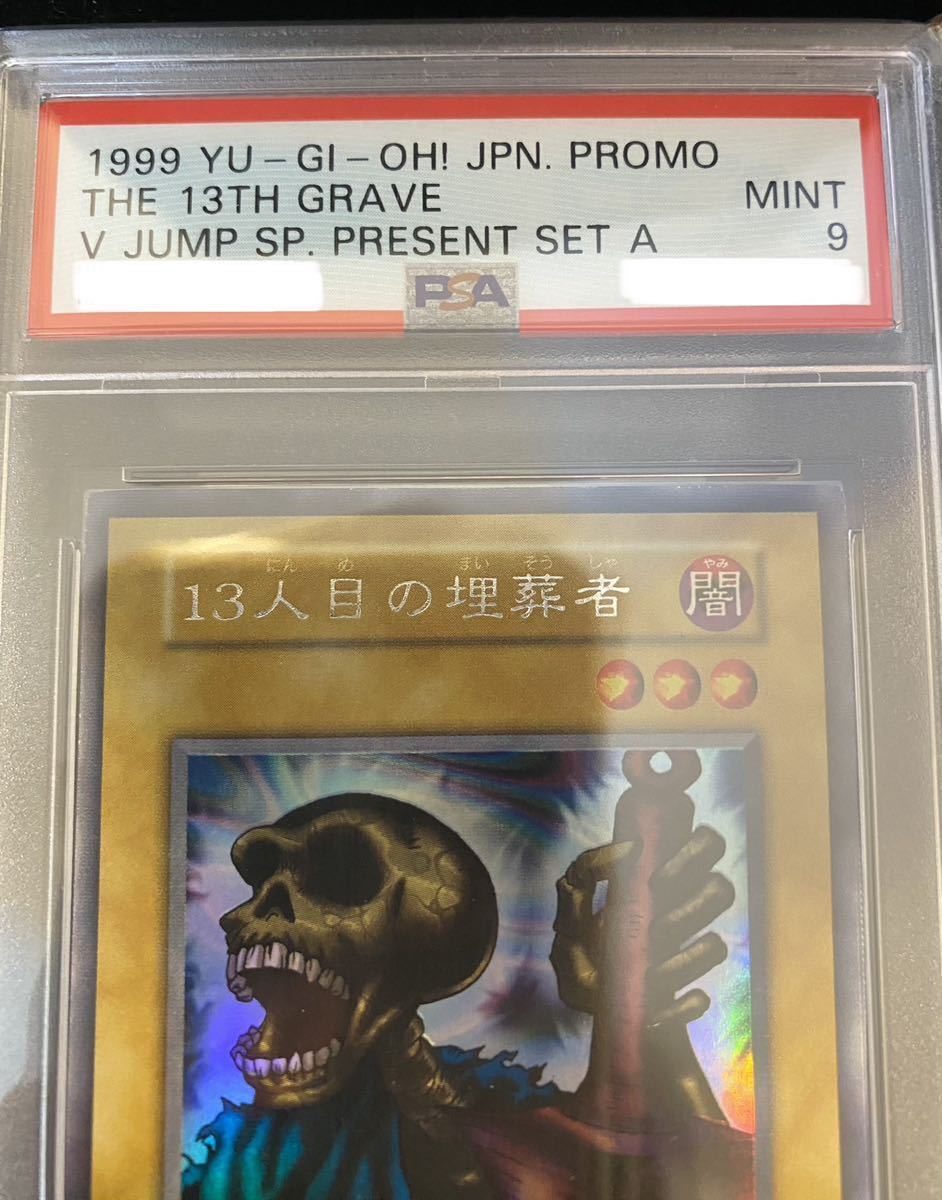 1999 YU-GI-OH! JPN. PROMO
THE 13TH GRAVE MINT
V JUMP SP. PRESENT SET A 9
PSA
にん め まい そう しゃ やみ
13人目の埋葬者 闇